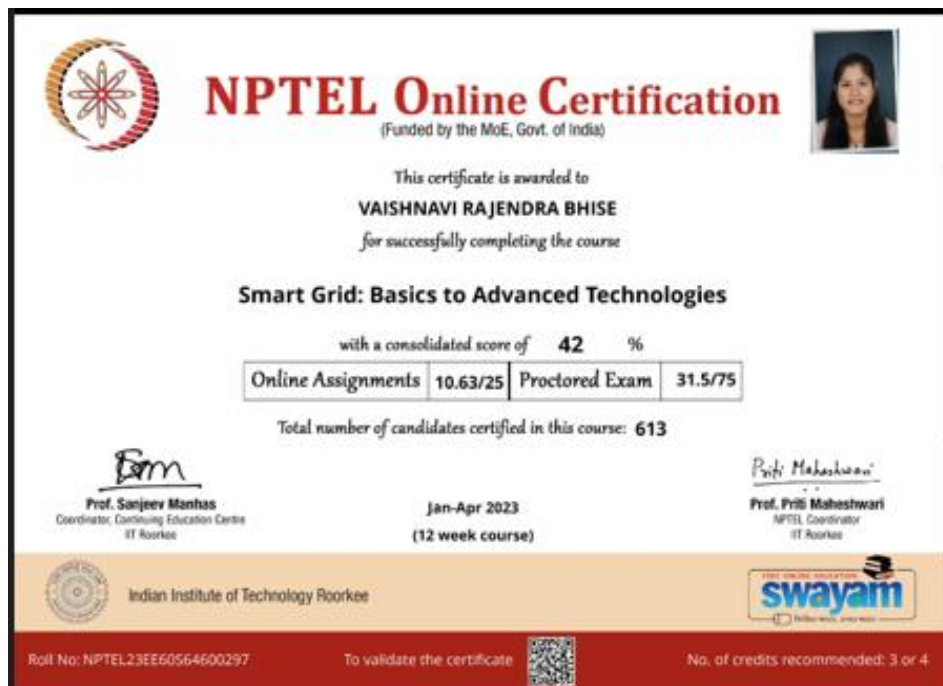 NPTEL Online Certification
(Funded by the MoE, Govt. of India)
This certificate is awarded to
VAISHNAVI RAJENDRA BHISE
for successfully completing the course
Smart Grid: Basics to Advanced Technologies
with a consolidated score of 42 %
Online Assignments 10.63/25 Proctored Exam 31.5/75
Total number of candidates certified in this course: 613
Priti Maheshwari
Prof. Sanjeev Manhas
Coordinator, Continuing Education Centre
IIT Roorkee
Jan-Apr 2023
(12 week course)
Prof. Priti Maheshwari
NPTEL Coordinator
IIT Roorkee
Indian Institute of Technology Roorkee
FREE ONLINE EDUCATION
swayam
Roll No: NPTEL23EE60S64600297
To validate the certificate
No. of credits recommended: 3 or 4